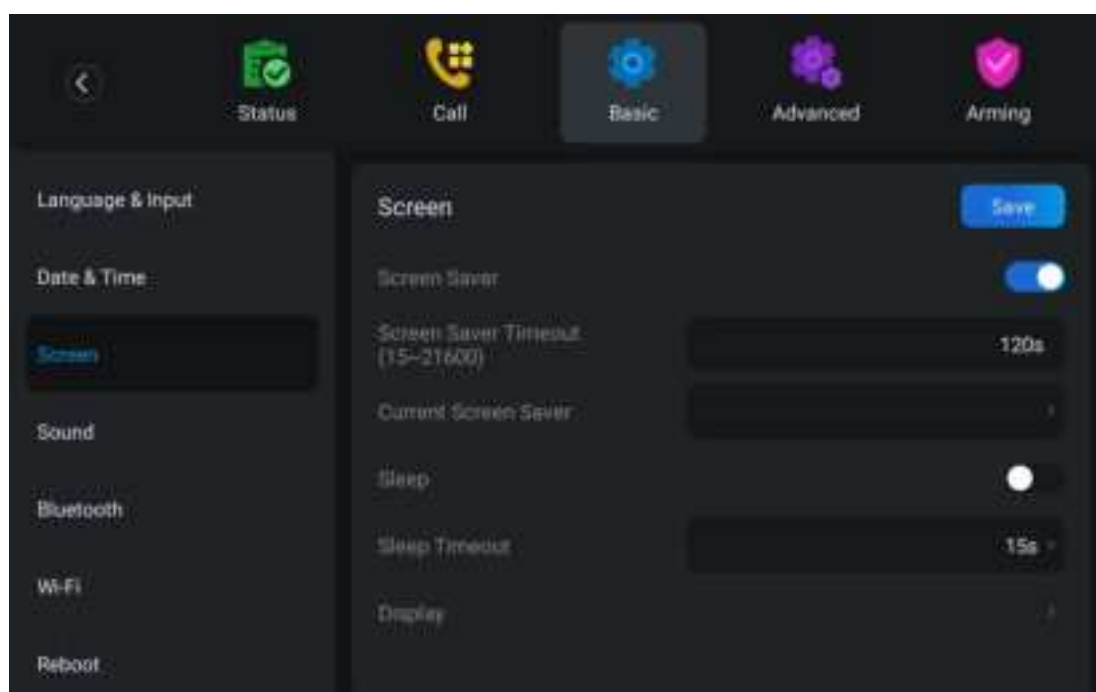 Status
Call
Basic
Advanced
Arming
Language & Input
Date & Time
Screen
Sound
Bluetooth
Wi-Fi
Reboot
Screen
Save
Screen Saver
Screen Saver Timeout
(15~21600)
120s
Current Screen Saver
Sleep
Sleep Timeout
15s
Display